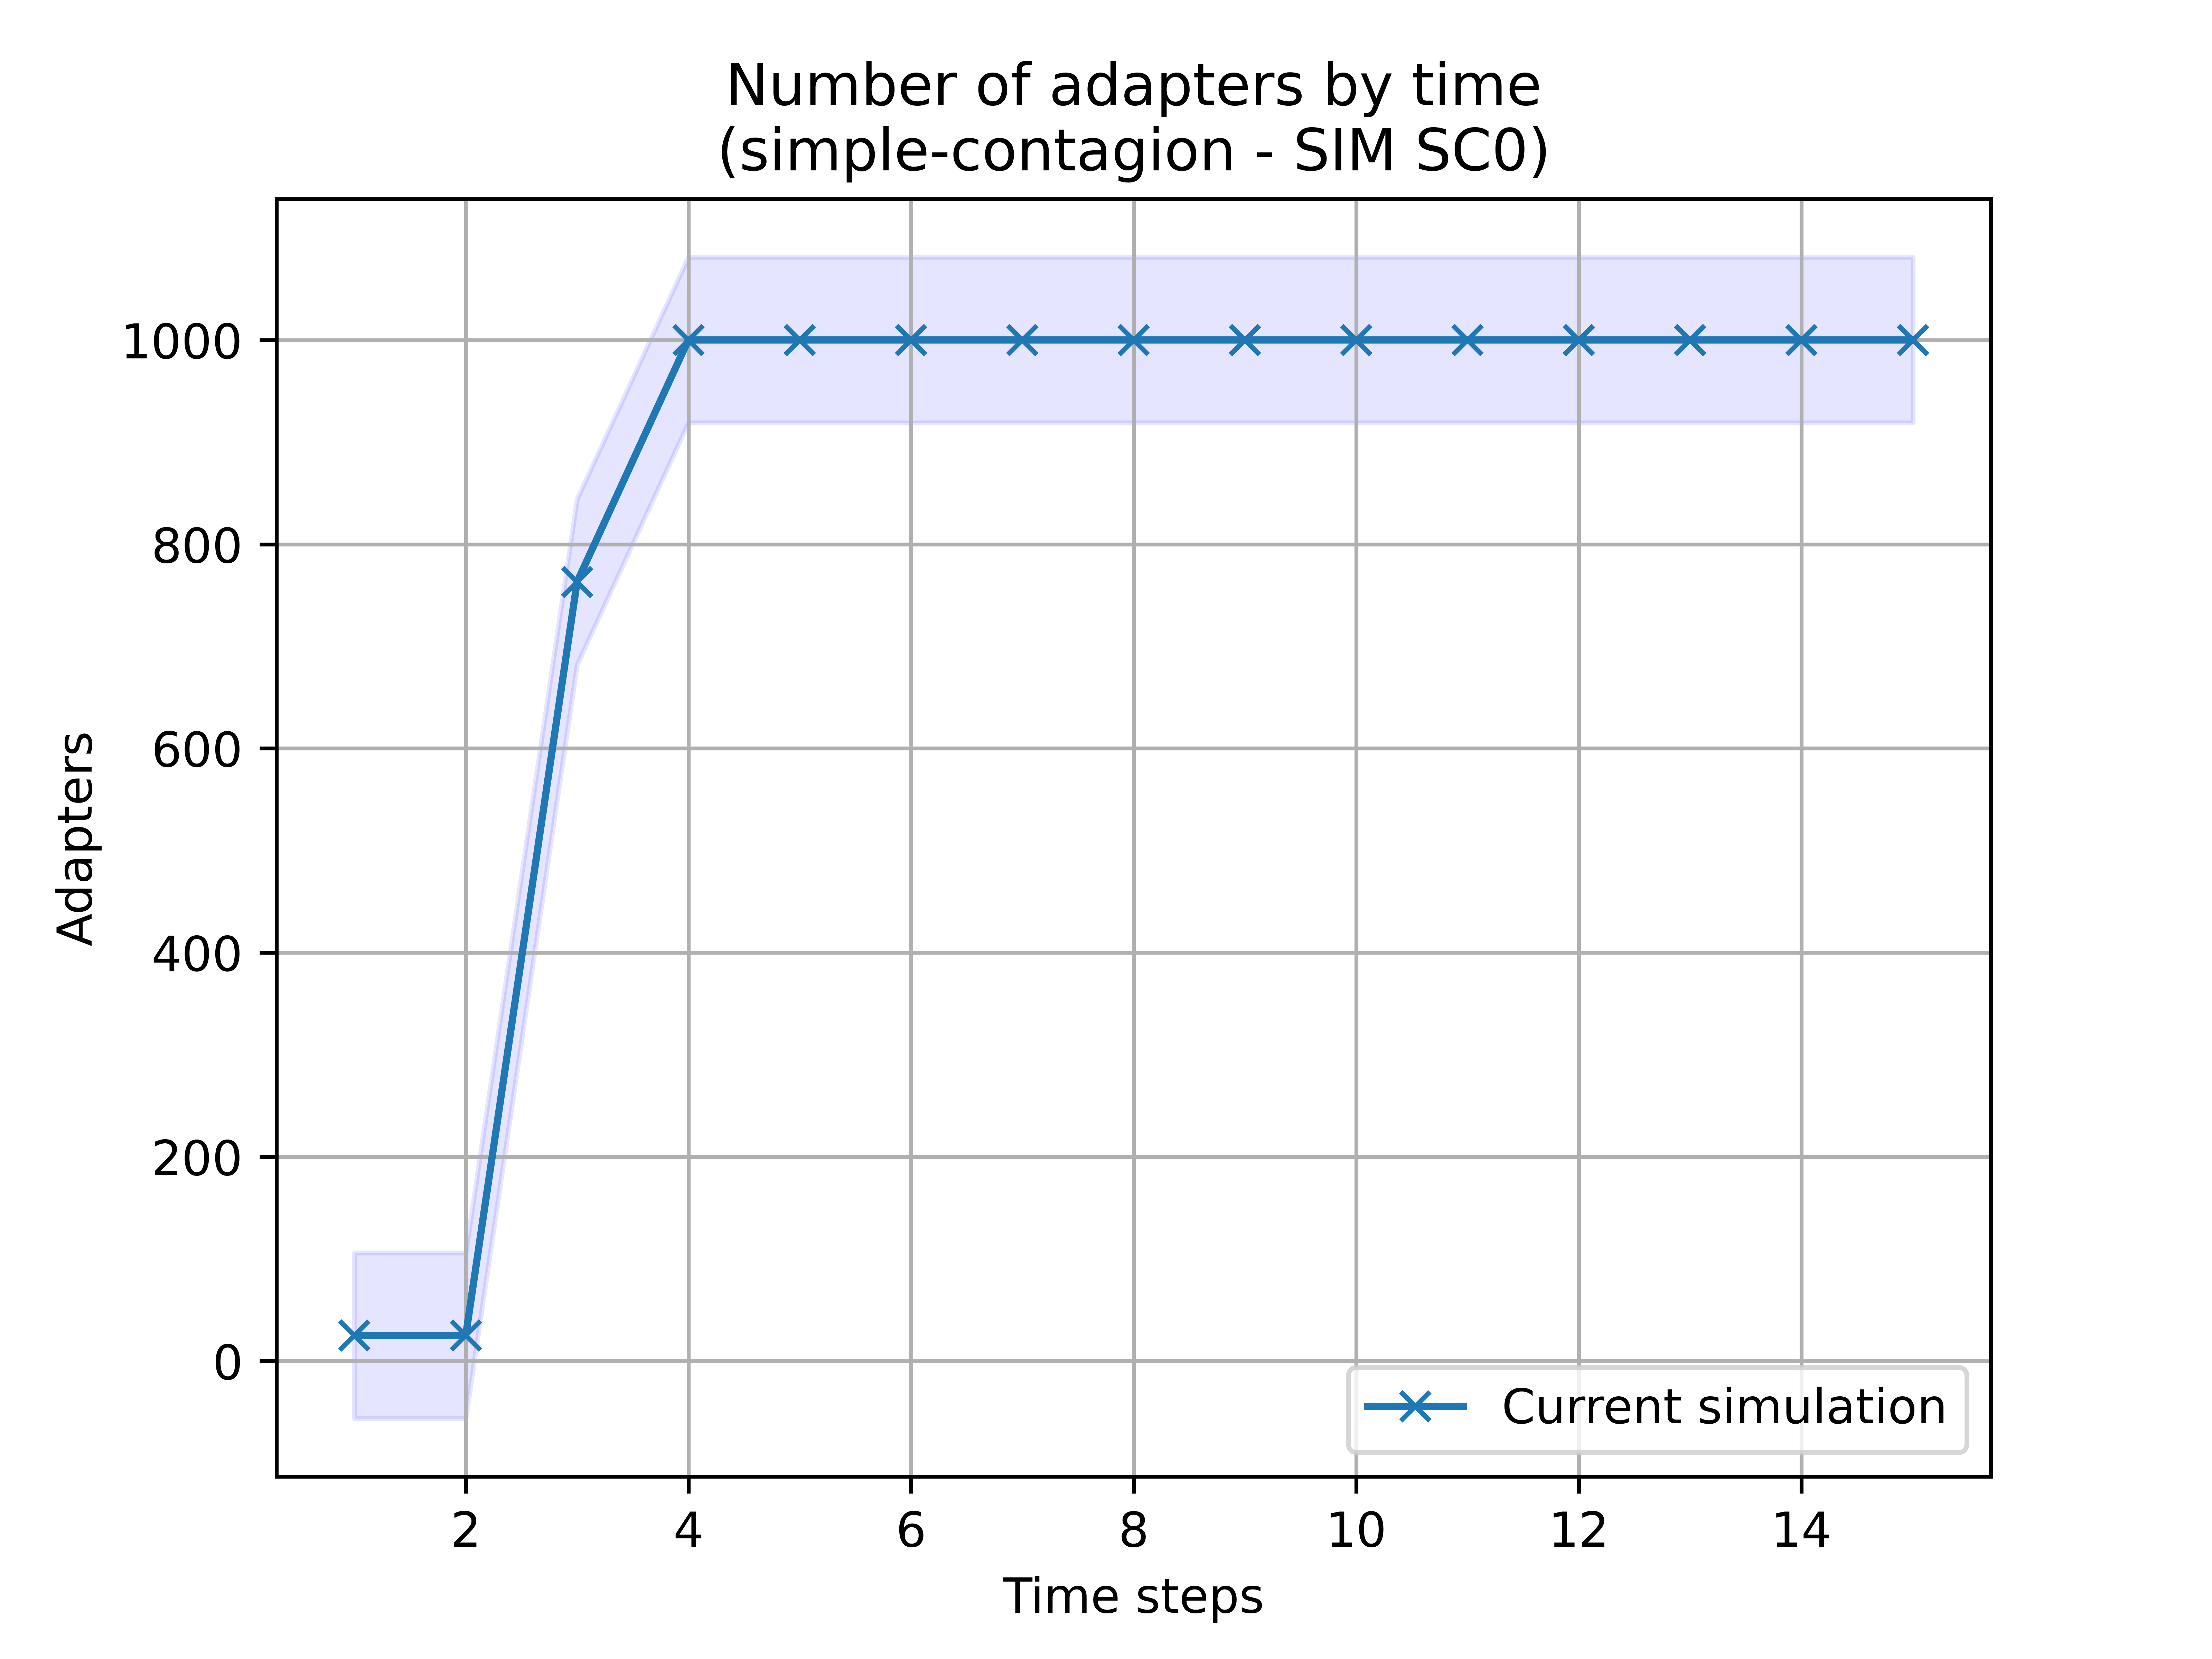 Number of adapters by time
(simple-contagion - SIM SC0)
1000
800
600
400
200
0
Adapters
Current simulation
2 4 6 8 10 12 14
Time steps